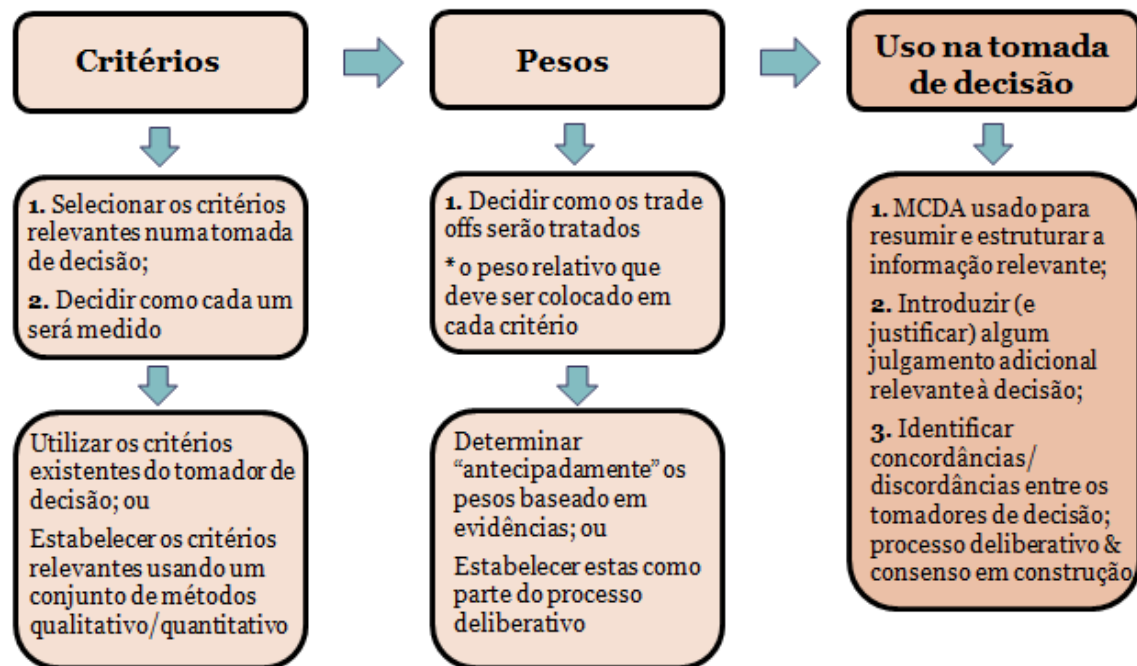 Critérios
Pesos
Uso na tomada
de decisão
1. Selecionar os critérios
relevantes numa tomada
de decisão;
2. Decidir como cada um
será medido
1. Decidir como os trade
offs serão tratados
* o peso relativo que
deve ser colocado em
cada critério
1. MCDA usado para
resumir e estruturar a
informação relevante;
2. Introduzir (e
justificar) algum
julgamento adicional
relevante à decisão;
3. Identificar
concordâncias/
discordâncias entre os
tomadores de decisão;
processo deliberativo &
consenso em construção
Utilizar os critérios
existentes do tomador de
decisão; ou
Estabelecer os critérios
relevantes usando um
conjunto de métodos
qualitativo/quantitativo
Determinar
“antecipadamente” os
pesos baseado em
evidências; ou
Estabelecer estas como
parte do processo
deliberativo